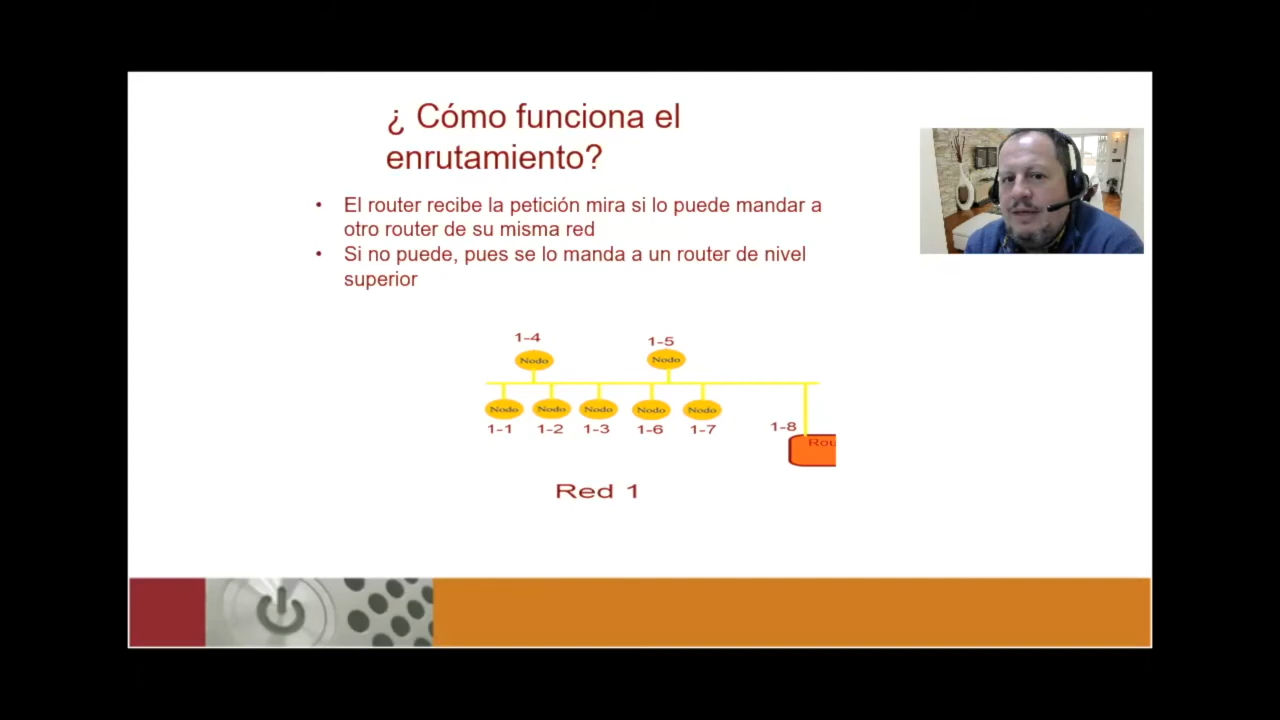 ¿ Cómo funciona el
enrutamiento?
• El router recibe la petición mira si lo puede mandar a
otro router de su misma red
• Si no puede, pues se lo manda a un router de nivel
superior
1-4
1-5
Nodo
Nodo
Nodo
Nodo
Nodo
Nodo
Nodo
1-1
1-2
1-3
1-6
1-7
1-8
Rou
Red 1